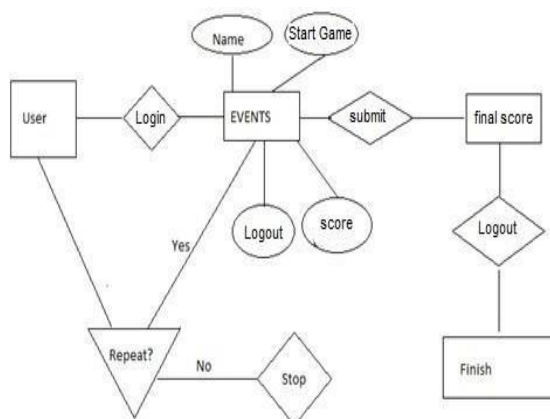 Name
Start Game
User
Login
EVENTS
submit
final score
Logout
score
Logout
Yes
Repeat?
No
Stop
Finish